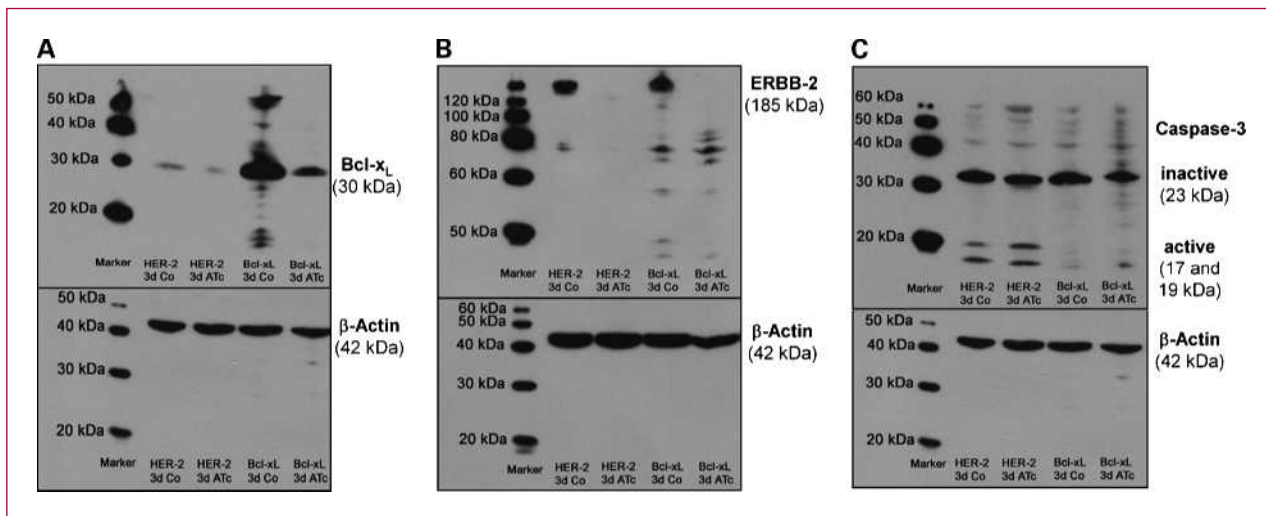 A
50 kDa
40 kDa
30 kDa
20 kDa
Bcl-xL
(30 kDa)
Marker HER-2 HER-2 Bcl-xL Bcl-xL
3d Co 3d ATc 3d Co 3d ATc
50 kDa
40 kDa
30 kDa
20 kDa
β-Actin
(42 kDa)
Marker HER-2 HER-2 Bcl-xL Bcl-xL
3d Co 3d ATc 3d Co 3d ATc
B
120 kDa
100 kDa
80 kDa
60 kDa
50 kDa
ERBB-2
(185 kDa)
Marker HER-2 HER-2 Bcl-xL Bcl-xL
3d Co 3d ATc 3d Co 3d ATc
60 kDa
50 kDa
40 kDa
30 kDa
20 kDa
β-Actin
(42 kDa)
Marker HER-2 HER-2 Bcl-xL Bcl-xL
3d Co 3d ATc 3d Co 3d ATc
C
60 kDa
50 kDa
40 kDa
30 kDa
20 kDa
Caspase-3
inactive
(23 kDa)
active
(17 and
19 kDa)
Marker HER-2 HER-2 Bcl-xL Bcl-xL
3d Co 3d ATc 3d Co 3d ATc
50 kDa
40 kDa
30 kDa
20 kDa
β-Actin
(42 kDa)
Marker HER-2 HER-2 Bcl-xL Bcl-xL
3d Co 3d ATc 3d Co 3d ATc